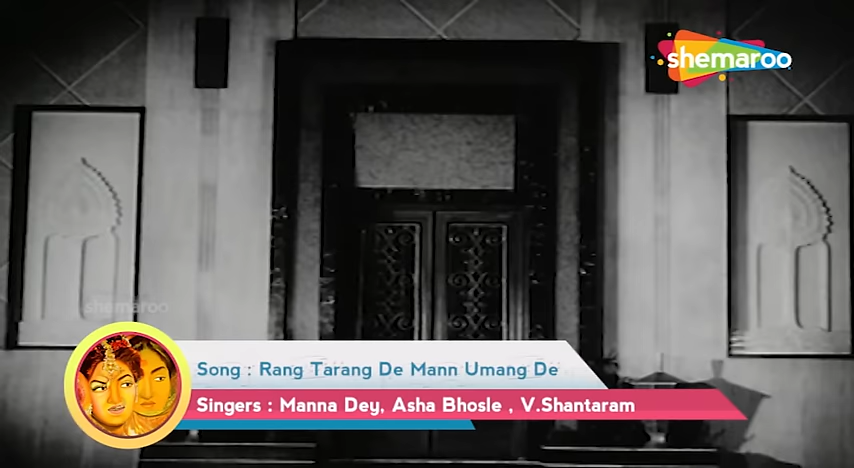 shemaroo
shemaroo
Song : Rang Tarang De Mann Umang De
Singers : Manna Dey, Asha Bhosle , V.Shantaram